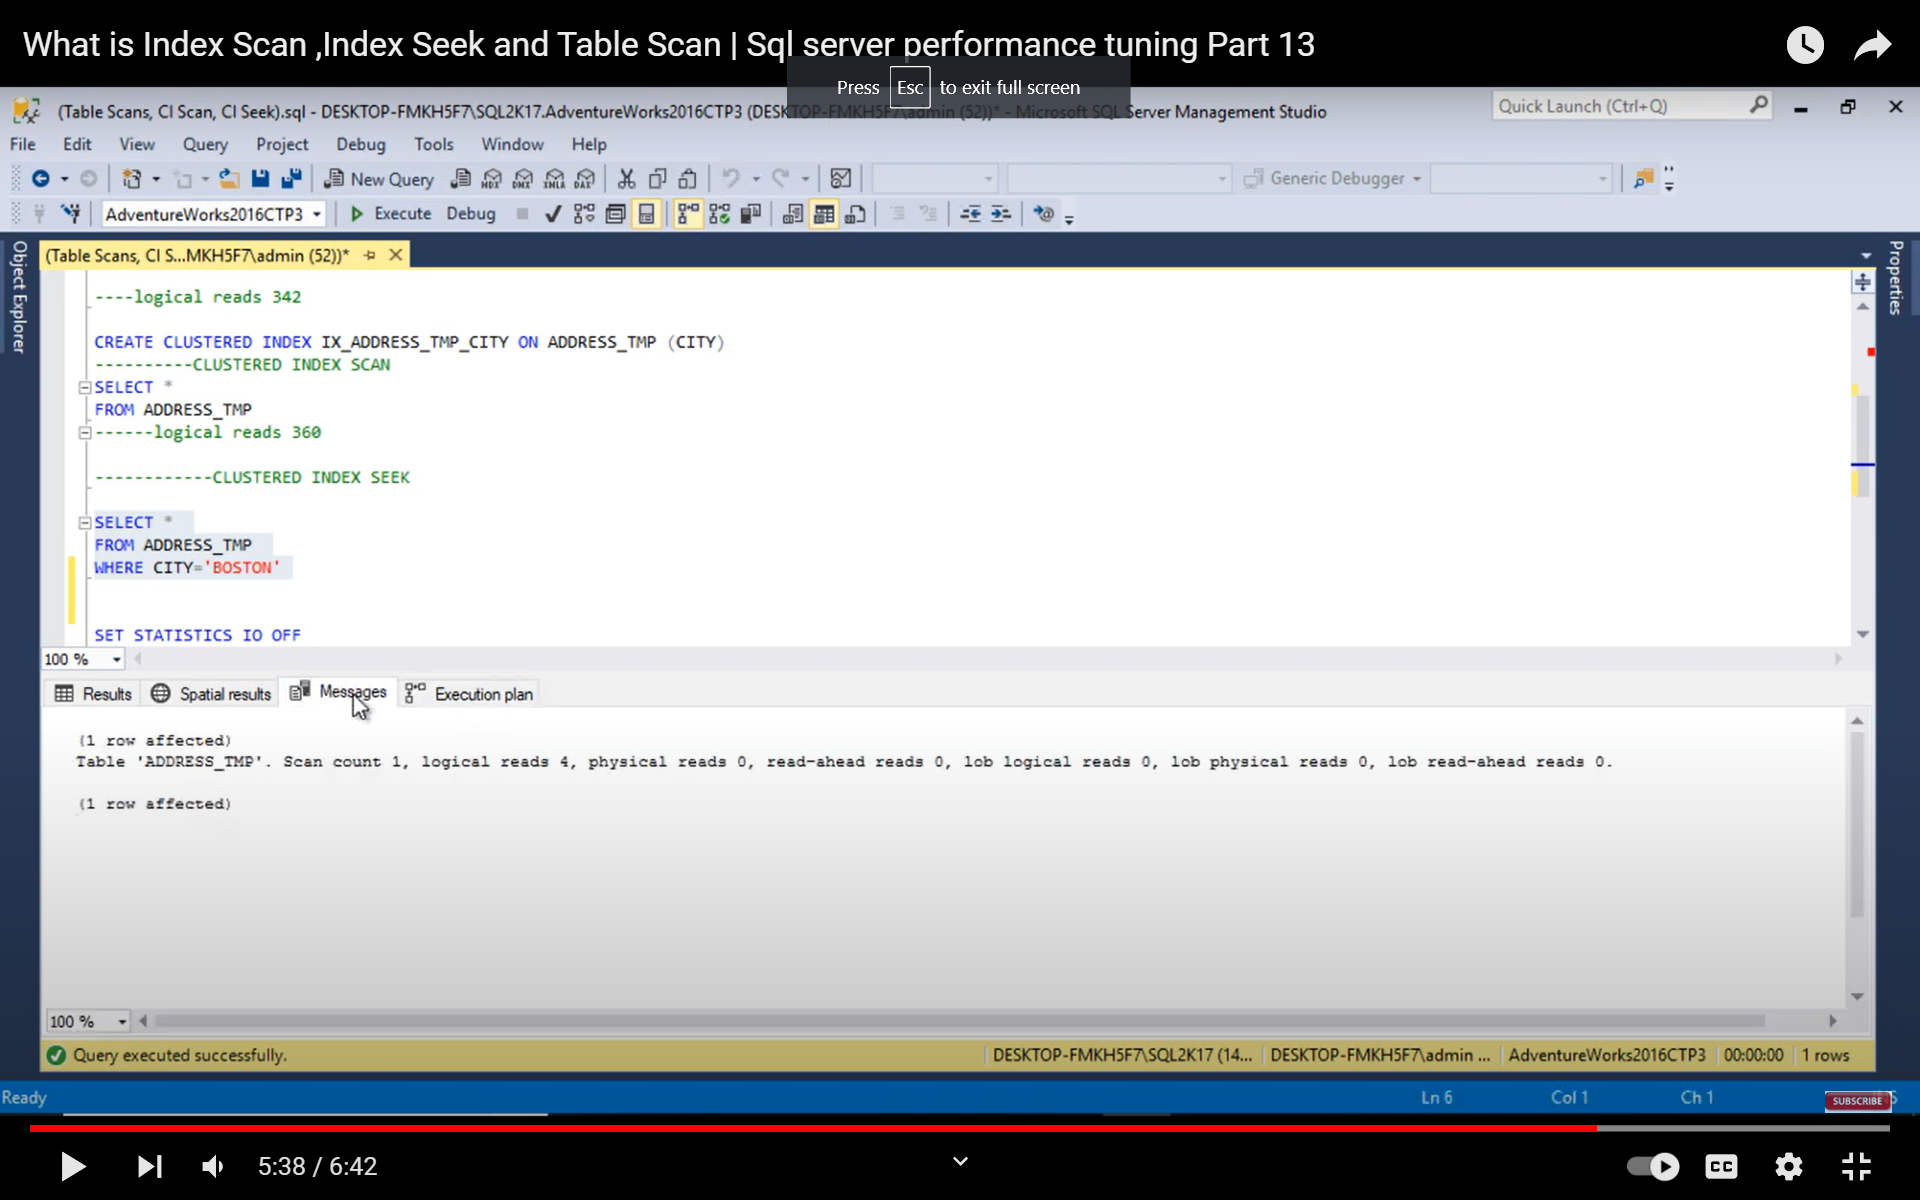 What is Index Scan ,Index Seek and Table Scan | Sql server performance tuning Part 13
Press Esc to exit full screen
(Table Scans, CI Scan, CI Seek).sql - DESKTOP-FMKH5F7\SQL2K17.AdventureWorks2016CTP3 (DESKTOP-FMKH5F7\admin (52))* - Microsoft SQL Server Management Studio
Quick Launch (Ctrl+Q)
File Edit View Query Project Debug Tools Window Help
New Query MDX DMX XMLA DAX Generic Debugger
AdventureWorks2016CTP3 Execute Debug
Object Explorer
(Table Scans, CI S...MKH5F7\admin (52))*
Properties
----logical reads 342
CREATE CLUSTERED INDEX IX_ADDRESS_TMP_CITY ON ADDRESS_TMP (CITY)
----------CLUSTERED INDEX SCAN
SELECT *
FROM ADDRESS_TMP
------logical reads 360
------------CLUSTERED INDEX SEEK
SELECT *
FROM ADDRESS_TMP
WHERE CITY='BOSTON'
SET STATISTICS IO OFF
100 %
Results Spatial results Messages Execution plan
(1 row affected)
Table 'ADDRESS_TMP'. Scan count 1, logical reads 4, physical reads 0, read-ahead reads 0, lob logical reads 0, lob physical reads 0, lob read-ahead reads 0.
(1 row affected)
100 %
Query executed successfully. DESKTOP-FMKH5F7\SQL2K17 (14... DESKTOP-FMKH5F7\admin ... AdventureWorks2016CTP3 00:00:00 1 rows
Ready Ln 6 Col 1 Ch 1
SUBSCRIBE
5:38 / 6:42
CC